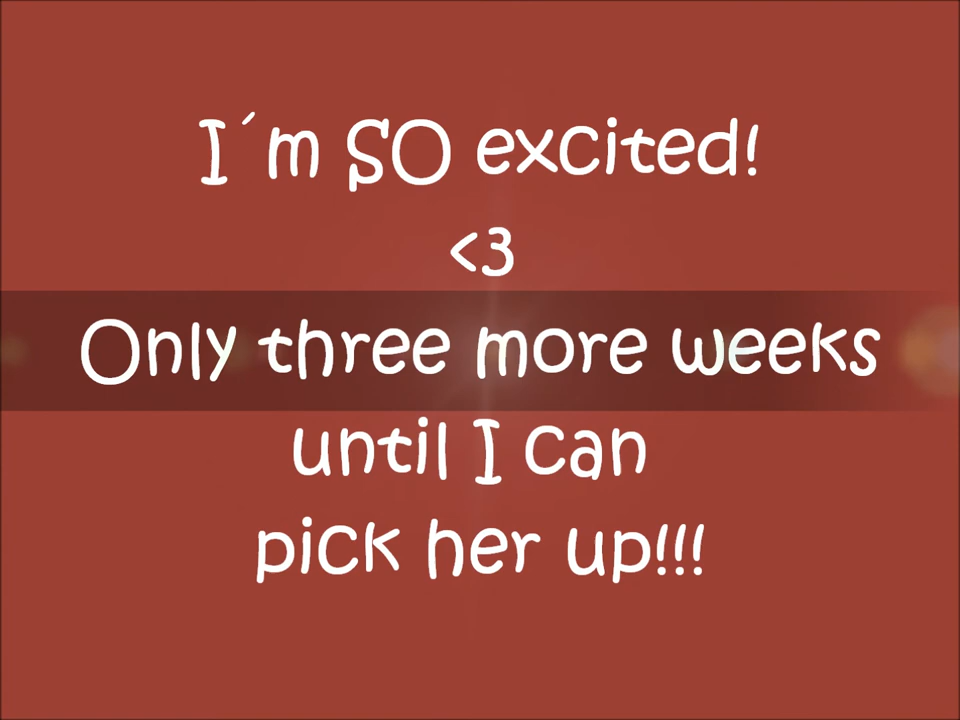 I´m SO excited!
<3
Only three more weeks
until I can
pick her up!!!